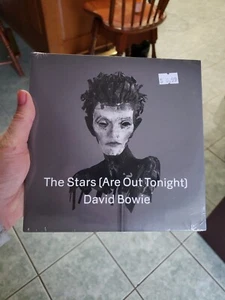 The Stars (Are Out Tonight)
David Bowie